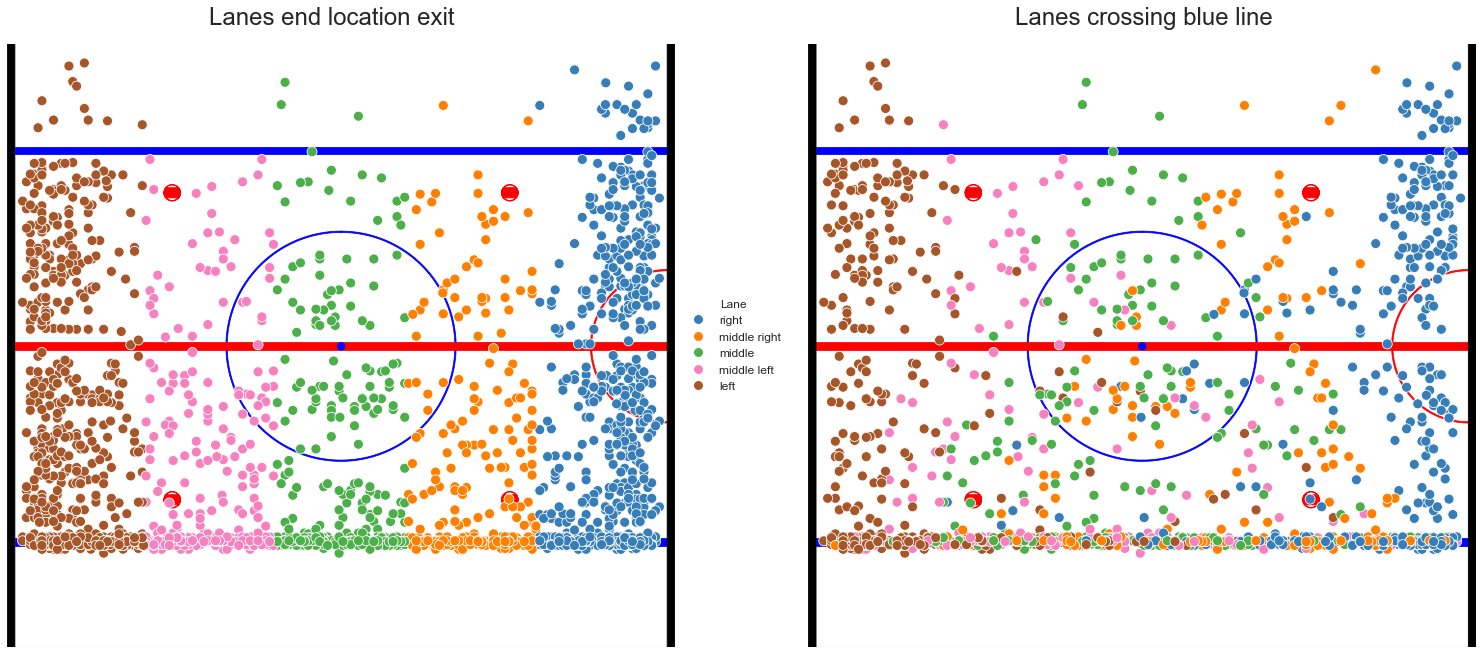 Lanes end location exit
Lanes crossing blue line
Lane
right
middle right
middle
middle left
left